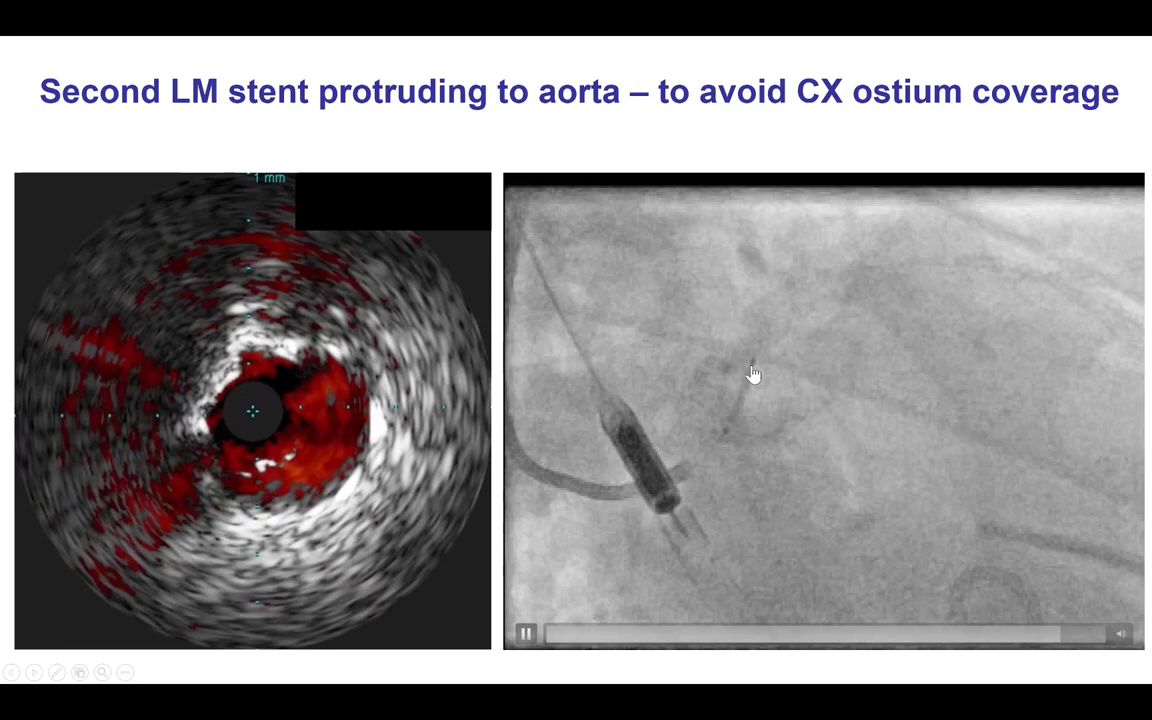 Second LM stent protruding to aorta – to avoid CX ostium coverage
1 mm